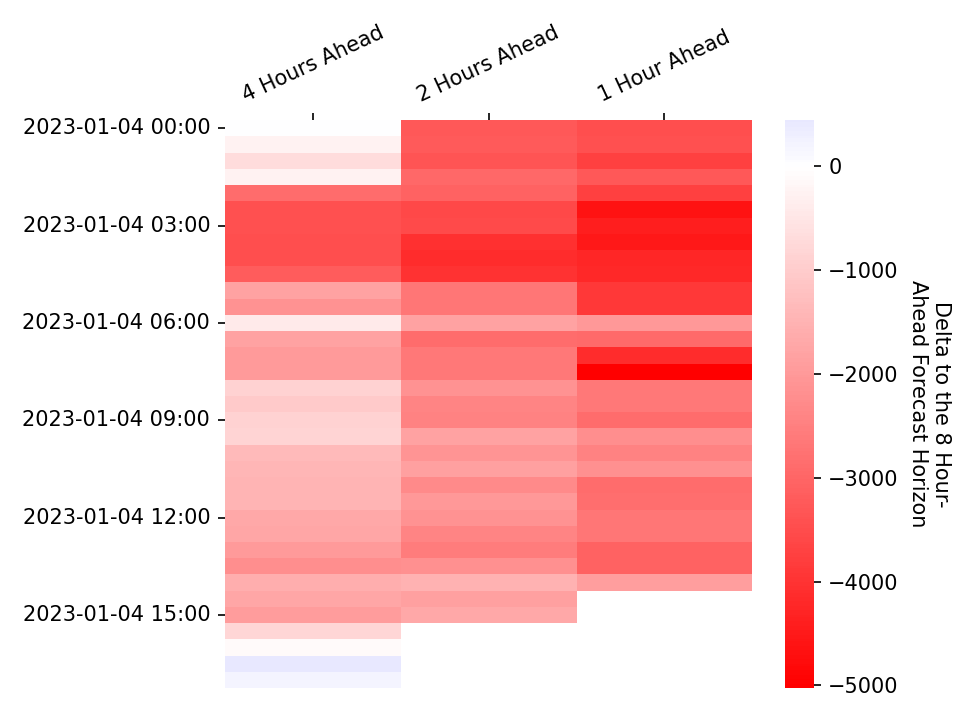 4 Hours Ahead
2 Hours Ahead
1 Hour Ahead
2023-01-04 00:00
2023-01-04 03:00
2023-01-04 06:00
2023-01-04 09:00
2023-01-04 12:00
2023-01-04 15:00
0
−1000
−2000
−3000
−4000
−5000
Delta to the 8 Hour-
Ahead Forecast Horizon